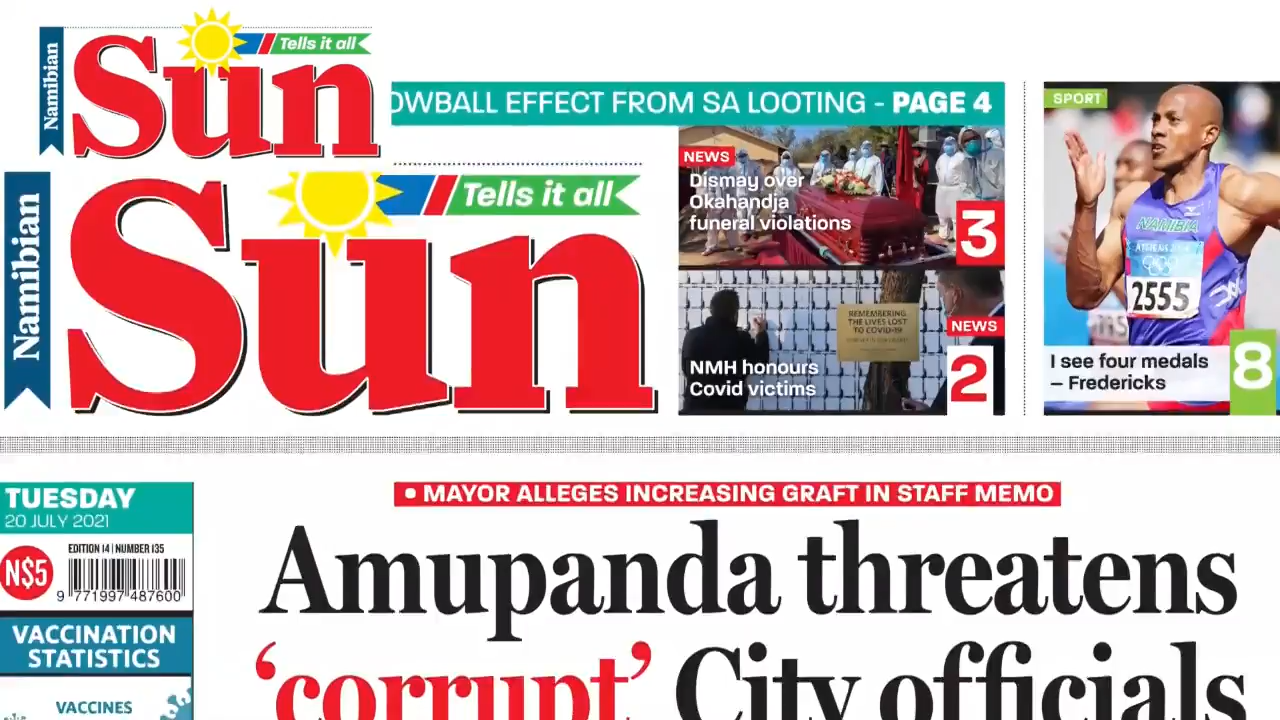 Namibian
Sun
Tells it all
OWBALL EFFECT FROM SA LOOTING - PAGE 4
Namibian
Sun
Tells it all
NEWS
Dismay over
Okahandja
funeral violations
3
REMEMBERING
THE LIVES LOST
TO COVID-19
NEWS
NMH honours
Covid victims
2
SPORT
NAMIBIA
ATHENS 2004
2555
I see four medals
– Fredericks
8
TUESDAY
20 JULY 2021
EDITION 14 | NUMBER 135
N$5
9 771997 487600
VACCINATION
STATISTICS
VACCINES
• MAYOR ALLEGES INCREASING GRAFT IN STAFF MEMO
Amupanda threatens
‘corrupt’ City officials